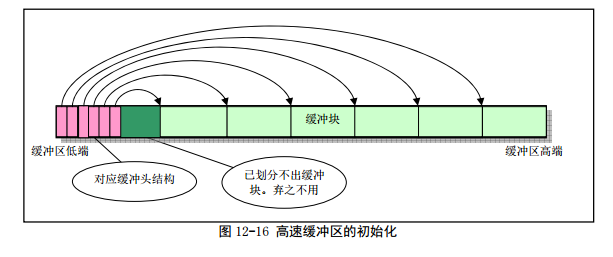 缓冲块
缓冲区低端
缓冲区高端
对应缓冲头结构
已划分不出缓冲
块。弃之不用
图 12-16 高速缓冲区的初始化